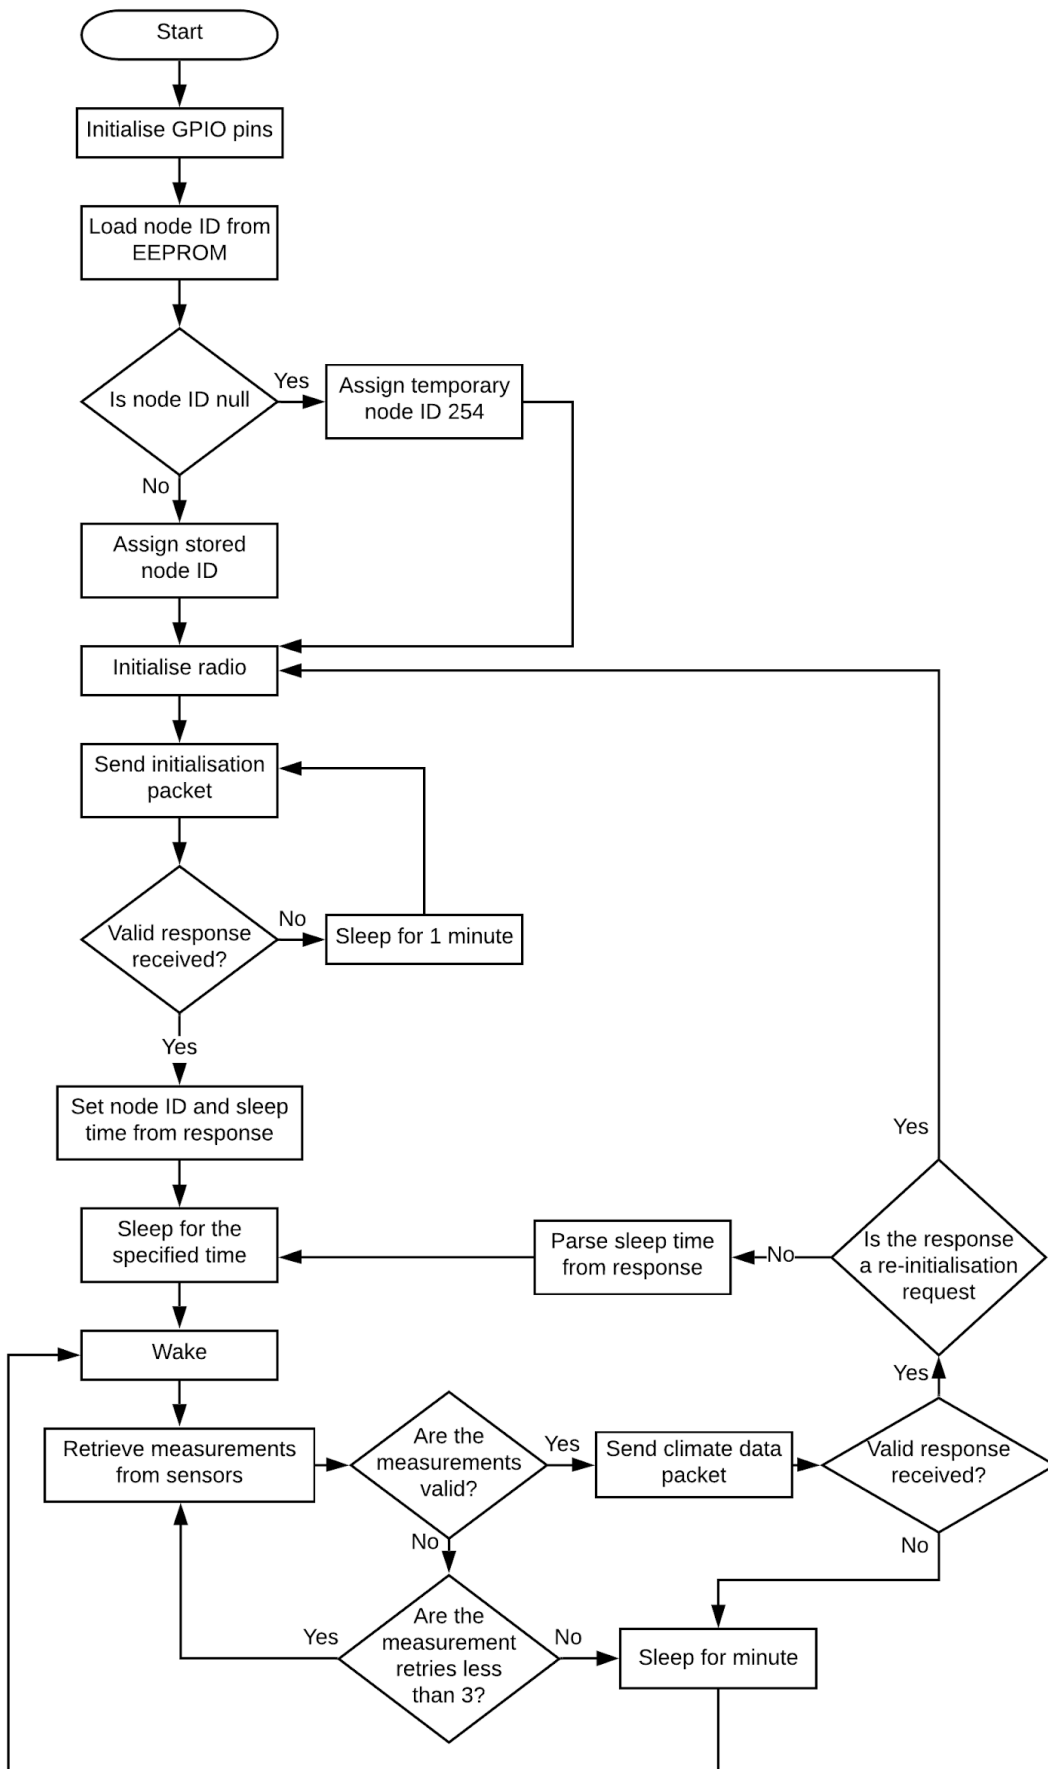 Start
Initialise GPIO pins
Load node ID from
EEPROM
Is node ID null
Yes
Assign temporary
node ID 254
No
Assign stored
node ID
Initialise radio
Send initialisation
packet
Valid response
received?
No
Sleep for 1 minute
Yes
Set node ID and sleep
time from response
Sleep for the
specified time
Parse sleep time
from response
No
Is the response
a re-initialisation
request
Yes
Wake
Retrieve measurements
from sensors
Are the
measurements
valid?
Yes
Send climate data
packet
Valid response
received?
Yes
No
No
Are the
measurement
retries less
than 3?
Yes
No
Sleep for minute